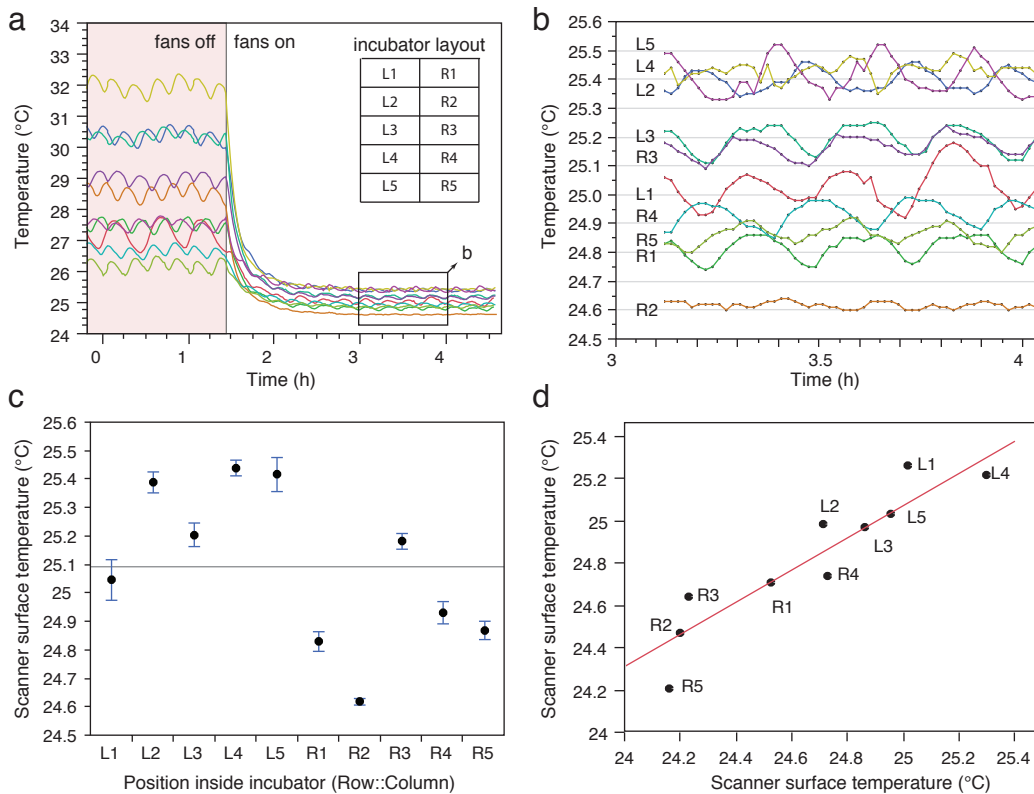 a
fans off
fans on
incubator layout
L1 R1
L2 R2
L3 R3
L4 R4
L5 R5
b
34
33
32
31
30
29
28
27
26
25
24
Temperature (°C)
0 1 2 3 4
Time (h)
b
25.6
25.5
25.4
25.3
25.2
25.1
25.0
24.9
24.8
24.7
24.6
24.5
Temperature (°C)
L5
L4
L2
L3
R3
L1
R4
R5
R1
R2
3 3.5 4
Time (h)
c
25.6
25.5
25.4
25.3
25.2
25.1
25
24.9
24.8
24.7
24.6
24.5
Scanner surface temperature (°C)
L1 L2 L3 L4 L5 R1 R2 R3 R4 R5
Position inside incubator (Row::Column)
d
25.4
25.2
25
24.8
24.6
24.4
24.2
24
Scanner surface temperature (°C)
L1
L4
L2
L5
L3
R4
R3
R1
R2
R5
24 24.2 24.4 24.6 24.8 25 25.2 25.4
Scanner surface temperature (°C)